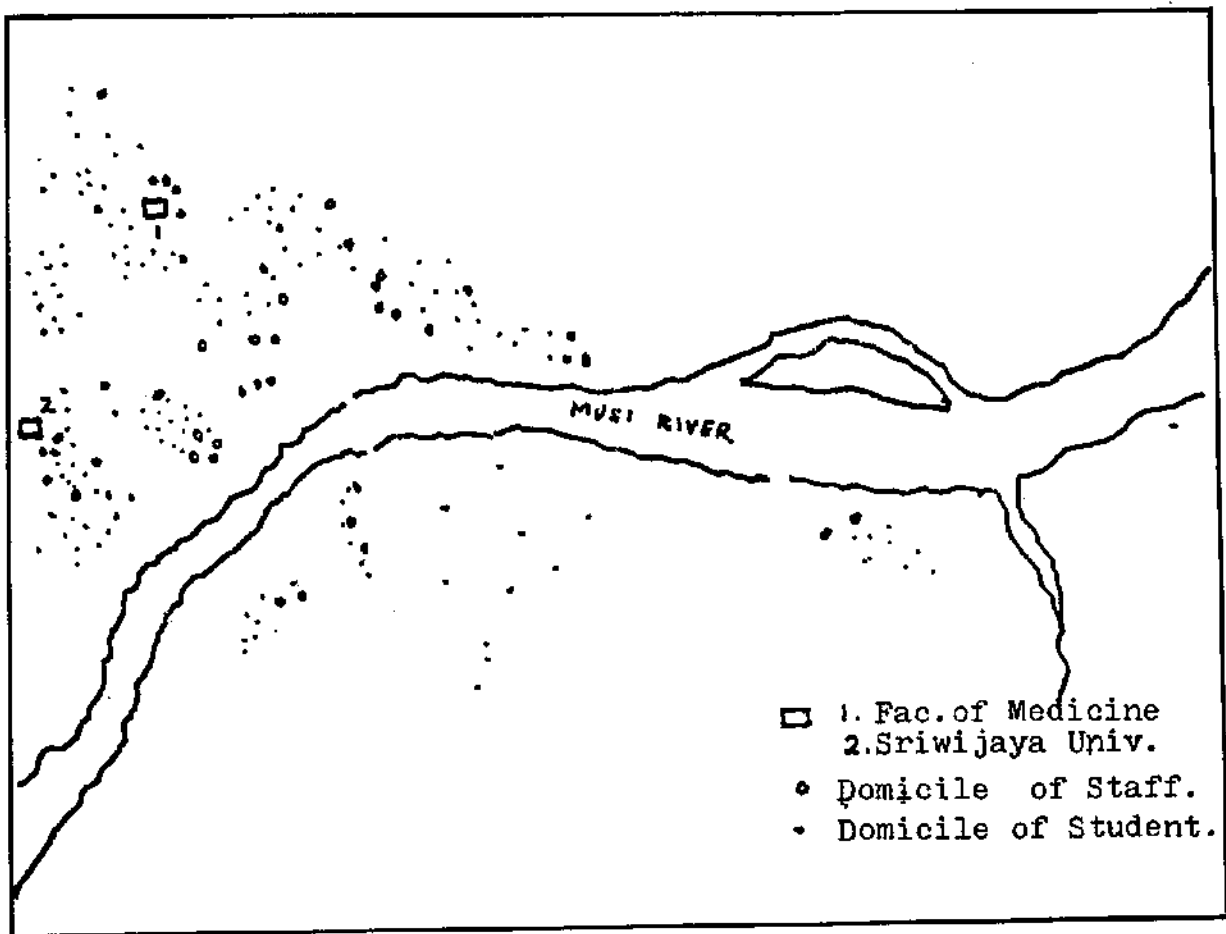 1
2
MUSI RIVER
1. Fac. of Medicine
2. Sriwijaya Univ.
Domicile of Staff.
Domicile of Student.